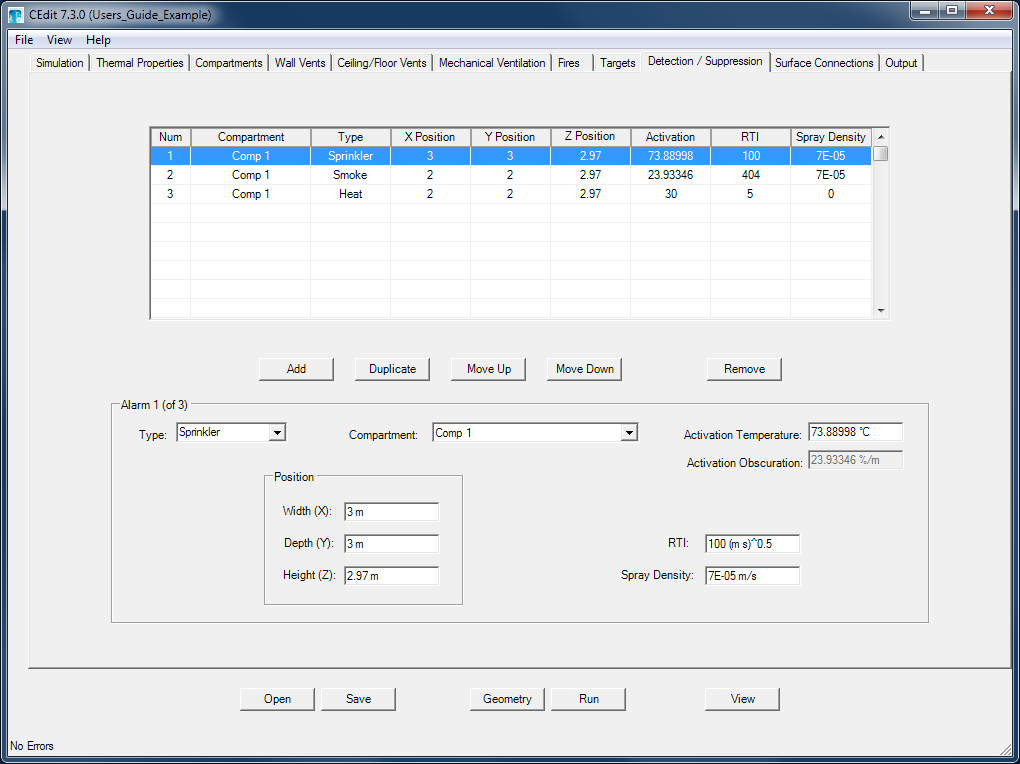 CEdit 7.3.0 (Users_Guide_Example)
File View Help
Simulation Thermal Properties Compartments Wall Vents Ceiling/Floor Vents Mechanical Ventilation Fires Targets Detection / Suppression Surface Connections Output
Num Compartment Type X Position Y Position Z Position Activation RTI Spray Density
1 Comp 1 Sprinkler 3 3 2.97 73.88998 100 7E-05
2 Comp 1 Smoke 2 2 2.97 23.93346 404 7E-05
3 Comp 1 Heat 2 2 2.97 30 5 0
Add Duplicate Move Up Move Down Remove
Alarm 1 (of 3)
Type: Sprinkler Compartment: Comp 1 Activation Temperature: 73.88998 °C
Activation Obscuration: 23.93346 %/m
Position
Width (X): 3 m
Depth (Y): 3 m RTI: 100 (m s)^0.5
Height (Z): 2.97 m Spray Density: 7E-05 m/s
Open Save Geometry Run View
No Errors